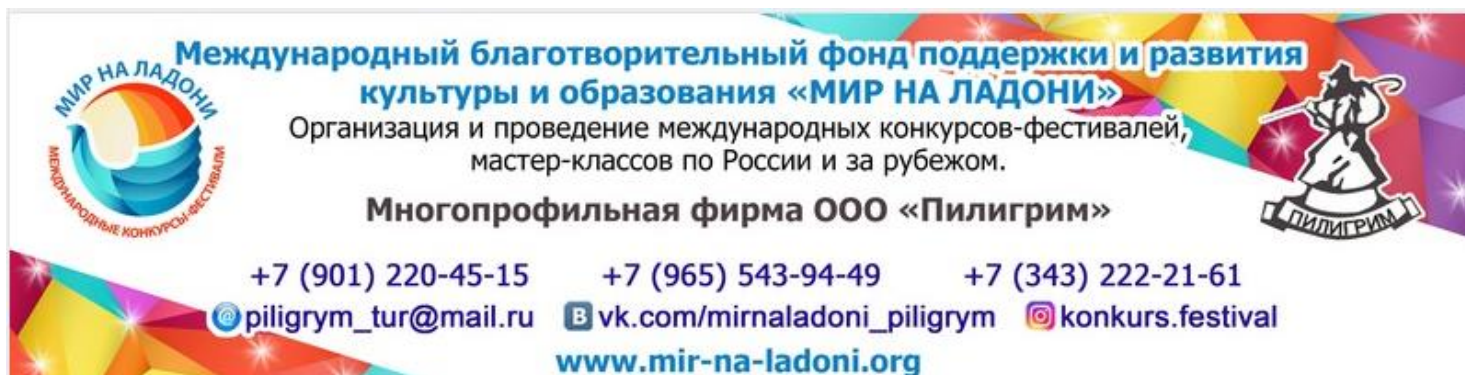 МИР НА ЛАДОНИ
МЕЖДУНАРОДНЫЕ КОНКУРСЫ-ФЕСТИВАЛИ
Международный благотворительный фонд поддержки и развития
культуры и образования «МИР НА ЛАДОНИ»
Организация и проведение международных конкурсов-фестивалей,
мастер-классов по России и за рубежом.
Многопрофильная фирма ООО «Пилигрим»
ПИЛИГРИМ
+7 (901) 220-45-15 +7 (965) 543-94-49 +7 (343) 222-21-61
@piligrym_tur@mail.ru В vk.com/mirnaladoni_piligrym konkurs.festival
www.mir-na-ladoni.org